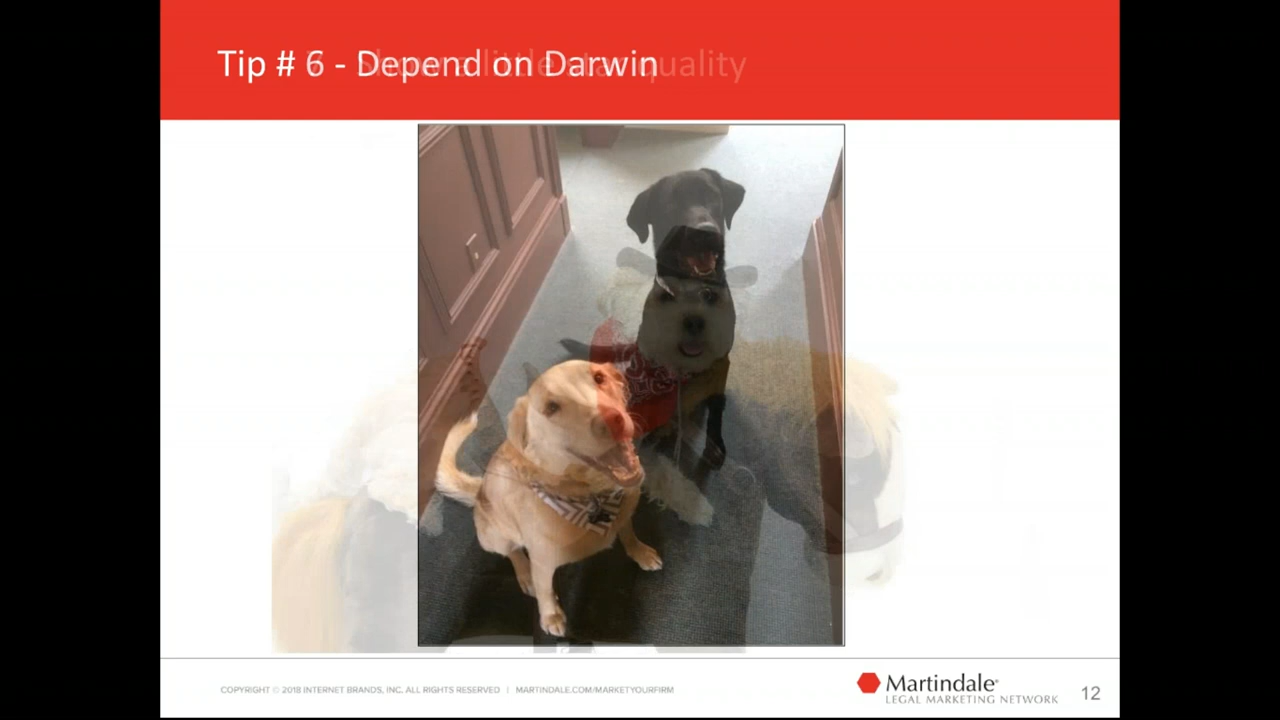 Tip # 6 - Depend on Darwin
COPYRIGHT © 2018 INTERNET BRANDS, INC. ALL RIGHTS RESERVED | MARTINDALE.COM/MARKETYOURFIRM
Martindale®
LEGAL MARKETING NETWORK
12